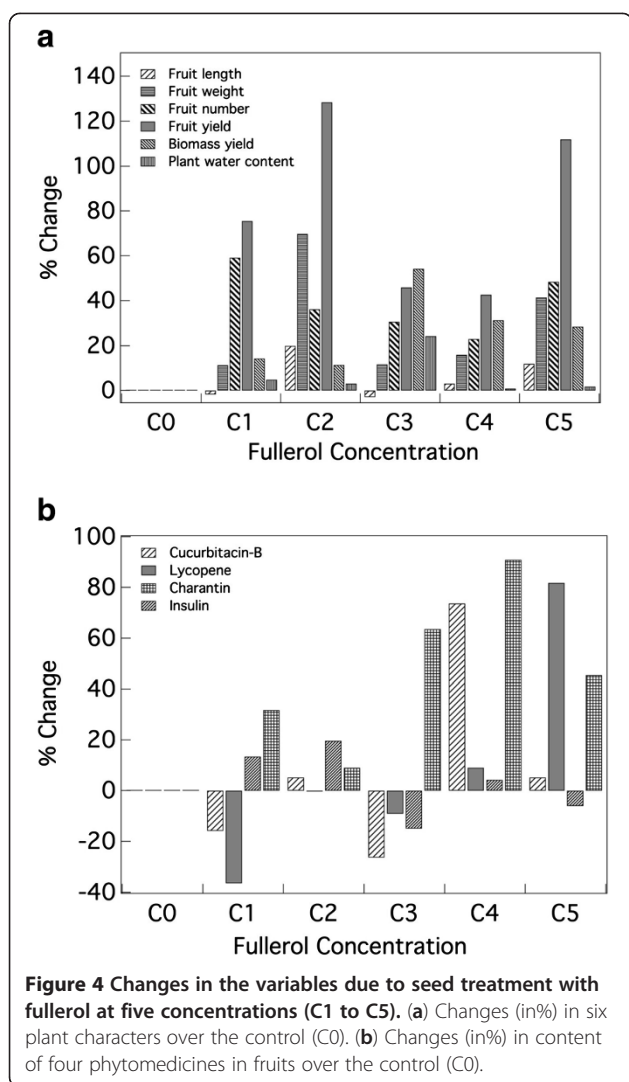 a
140
120
100
80
60
40
20
0
% Change
Fruit length
Fruit weight
Fruit number
Fruit yield
Biomass yield
Plant water content
C0 C1 C2 C3 C4 C5
Fullerol Concentration
b
100
80
60
40
20
0
-20
-40
% Change
Cucurbitacin-B
Lycopene
Charantin
Insulin
C0 C1 C2 C3 C4 C5
Fullerol Concentration
Figure 4 Changes in the variables due to seed treatment with
fullerol at five concentrations (C1 to C5). (a) Changes (in%) in six
plant characters over the control (C0). (b) Changes (in%) in content
of four phytomedicines in fruits over the control (C0).